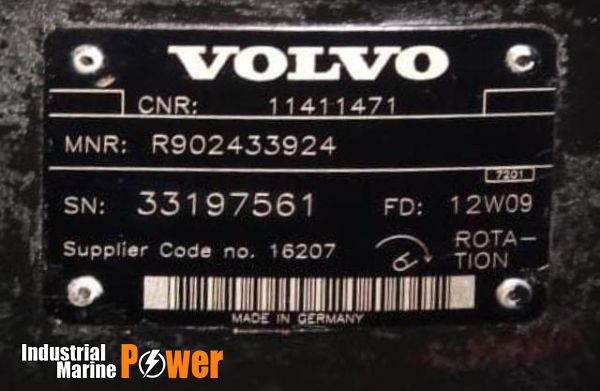 VOLVO
CNR: 11411471
MNR: R902433924
7201
SN: 33197561 FD: 12W09
Supplier Code no. 16207 ROTA-
TION
MADE IN GERMANY
Industrial
Marine Power